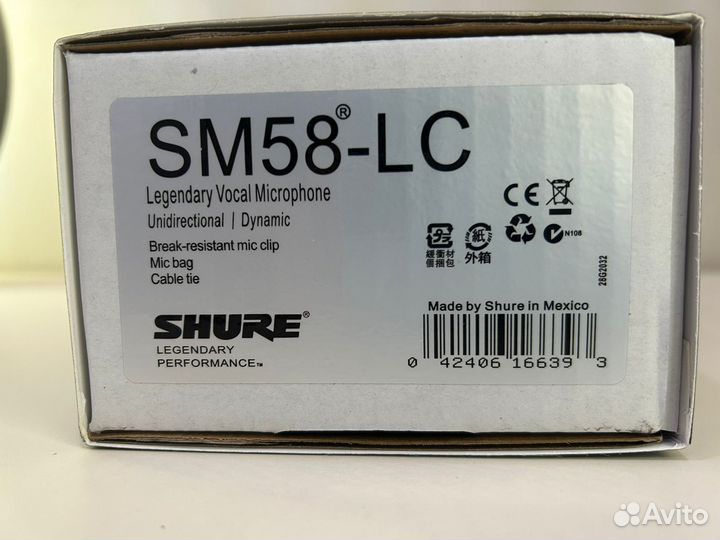 SM58®-LC
Legendary Vocal Microphone
Unidirectional / Dynamic
Break-resistant mic clip
Mic bag
Cable tie
SHURE®
LEGENDARY
PERFORMANCE™
CE
紙
N108
緩衝材
個捆包
外箱
28G2032
Made by Shure in Mexico
0 42406 16639 3
Avito